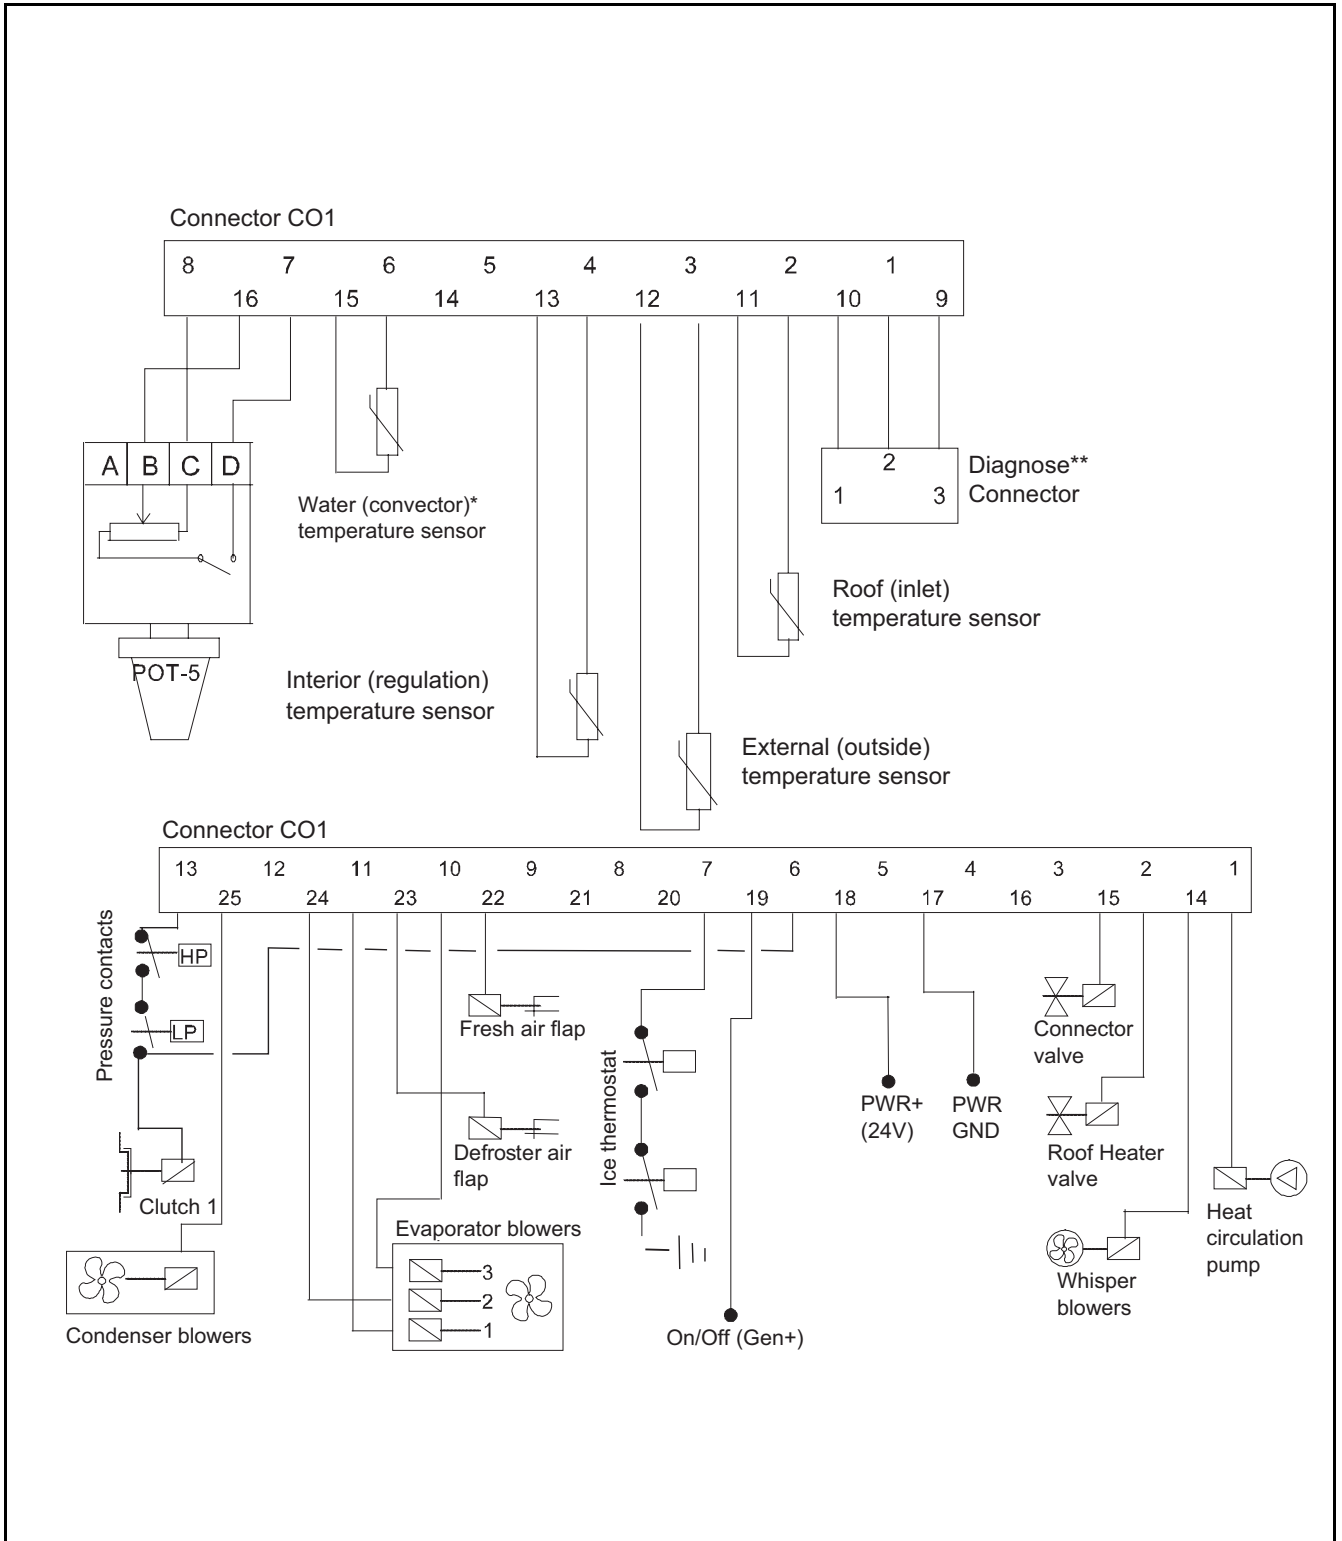 Connector CO1
8 7 6 5 4 3 2 1
16 15 14 13 12 11 10 9
A B C D
POT-5
Water (convector)*
temperature sensor
2
1 3
Diagnose**
Connector
Roof (inlet)
temperature sensor
Interior (regulation)
temperature sensor
External (outside)
temperature sensor
Connector CO1
13 12 11 10 9 8 7 6 5 4 3 2 1
25 24 23 22 21 20 19 18 17 16 15 14
Pressure contacts
HP
LP
Clutch 1
Condenser blowers
Fresh air flap
Defroster air
flap
Evaporator blowers
3
2
1
Ice thermostat
On/Off (Gen+)
PWR+
(24V)
PWR
GND
Connector
valve
Roof Heater
valve
Whisper
blowers
Heat
circulation
pump